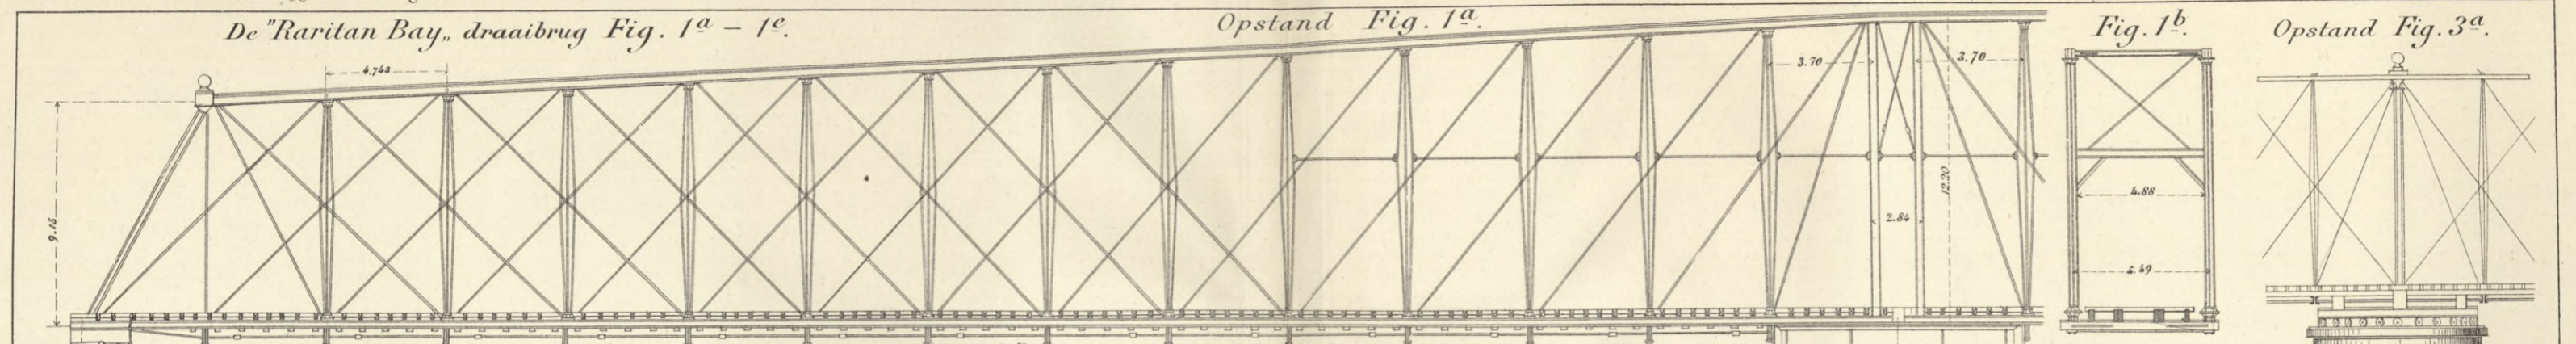 De "Raritan Bay„ draaibrug Fig. 1ª – 1ᵉ.
Opstand Fig. 1ª.
Fig. 1ᵇ.
Opstand Fig. 3ª.
4.743
3.70
3.70
9.15
12.20
2.84
4.88
5.49